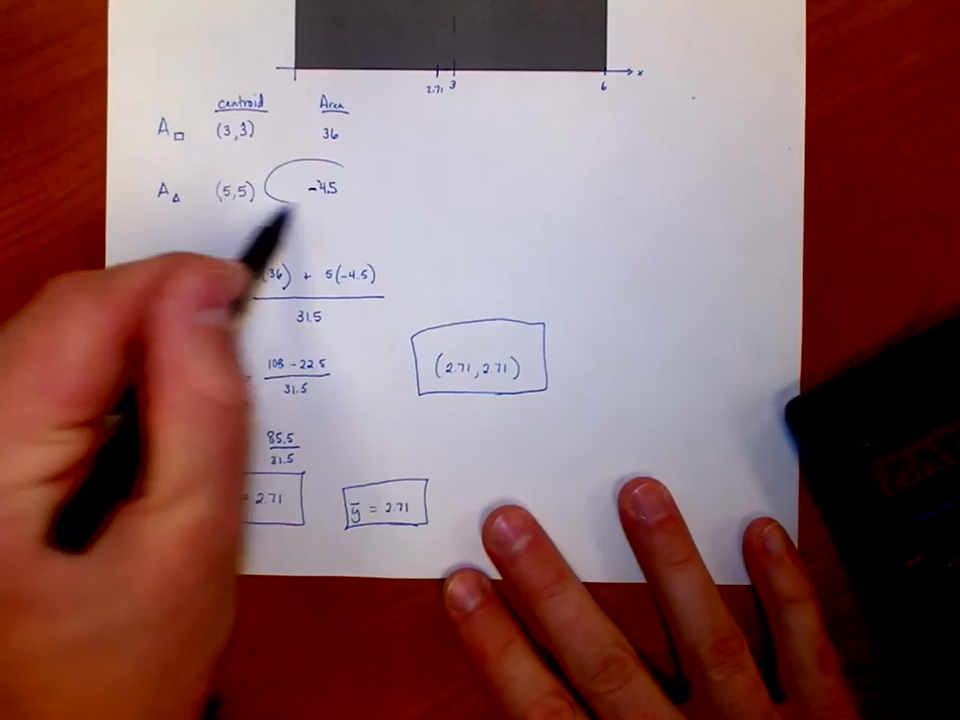 2.71 3 6 x
centroid Area
A□ (3,3) 36
A△ (5,5) -4.5
(36) + 5(-4.5)
31.5
108 - 22.5
31.5
(2.71, 2.71)
85.5
31.5
= 2.71
ȳ = 2.71